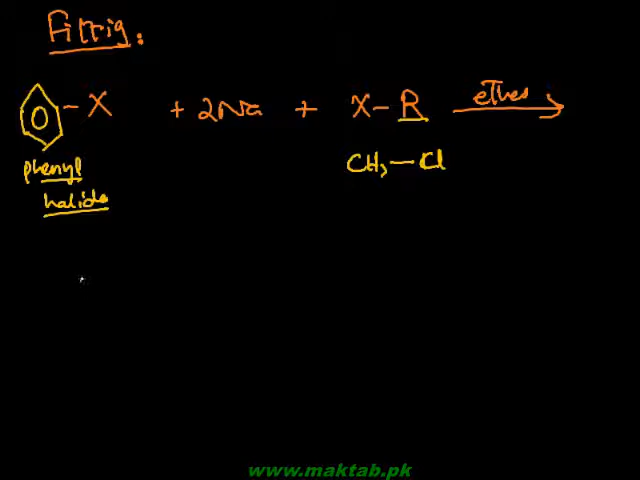 Fittig.
-X + 2Na + X-R ether
phenyl CH3-Cl
halide
www.maktab.pk